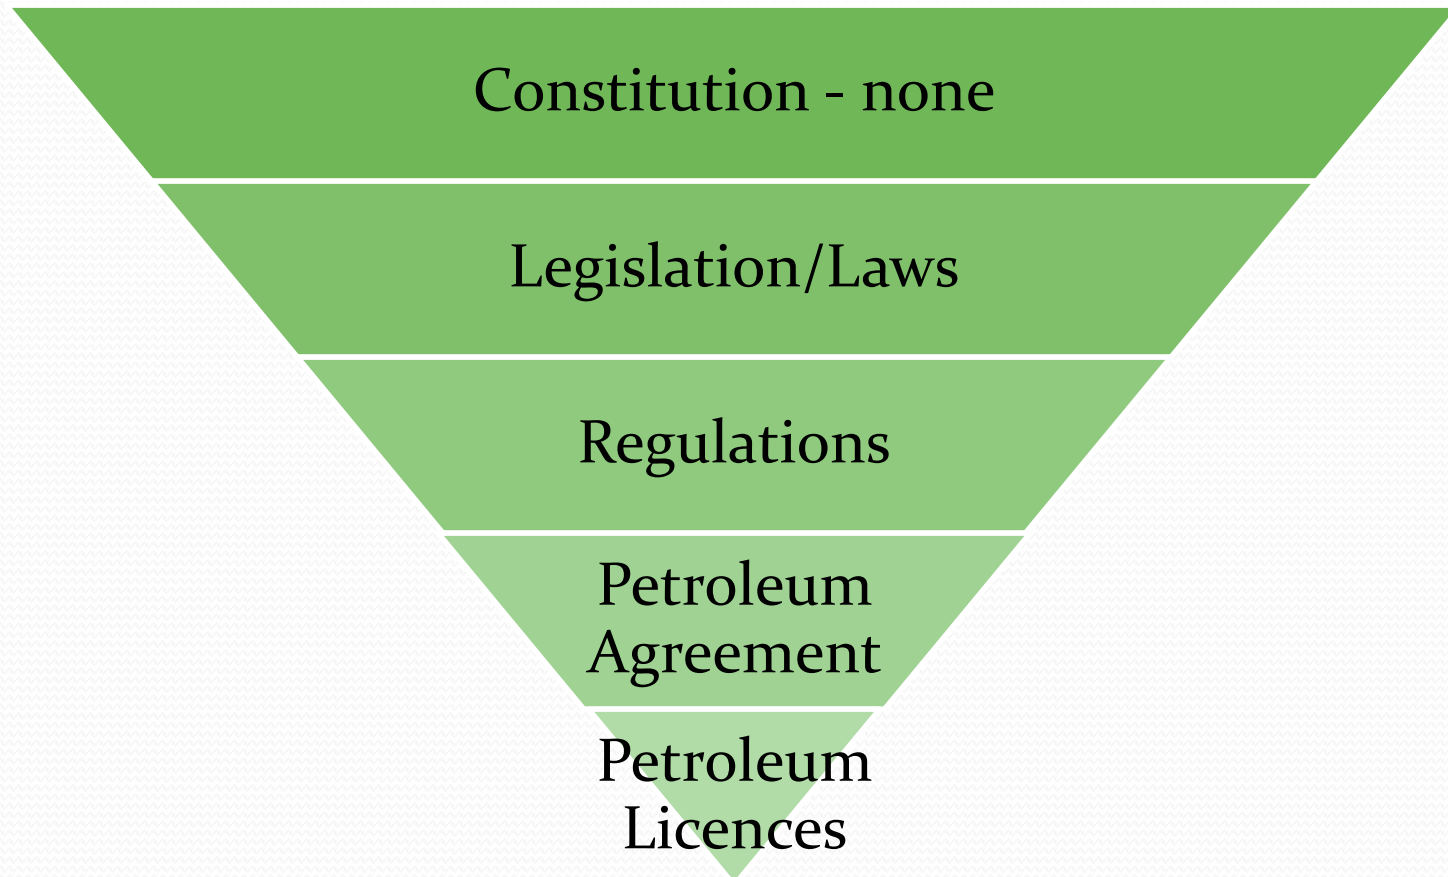 Constitution - none
Legislation/Laws
Regulations
Petroleum
Agreement
Petroleum
Licences